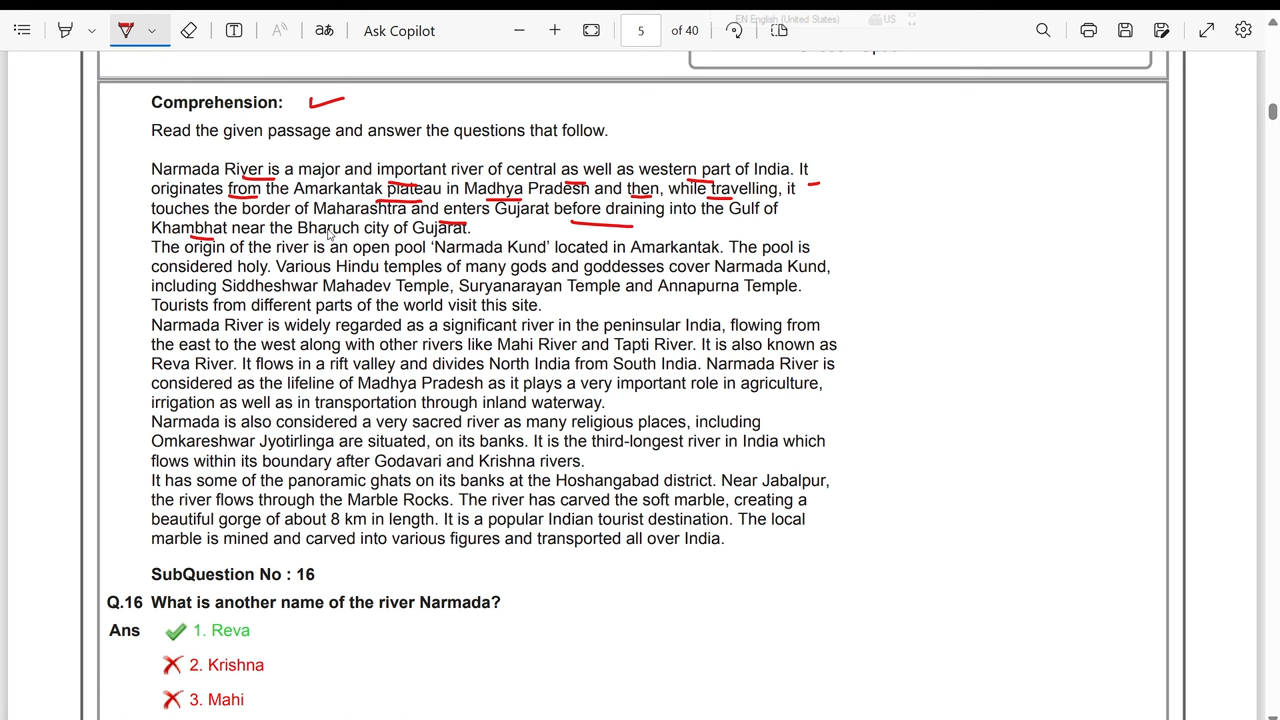 EN English (United States) US
Ask Copilot 5 of 40
Comprehension:
Read the given passage and answer the questions that follow.
Narmada River is a major and important river of central as well as western part of India. It
originates from the Amarkantak plateau in Madhya Pradesh and then, while travelling, it
touches the border of Maharashtra and enters Gujarat before draining into the Gulf of
Khambhat near the Bharuch city of Gujarat.
The origin of the river is an open pool ‘Narmada Kund’ located in Amarkantak. The pool is
considered holy. Various Hindu temples of many gods and goddesses cover Narmada Kund,
including Siddheshwar Mahadev Temple, Suryanarayan Temple and Annapurna Temple.
Tourists from different parts of the world visit this site.
Narmada River is widely regarded as a significant river in the peninsular India, flowing from
the east to the west along with other rivers like Mahi River and Tapti River. It is also known as
Reva River. It flows in a rift valley and divides North India from South India. Narmada River is
considered as the lifeline of Madhya Pradesh as it plays a very important role in agriculture,
irrigation as well as in transportation through inland waterway.
Narmada is also considered a very sacred river as many religious places, including
Omkareshwar Jyotirlinga are situated, on its banks. It is the third-longest river in India which
flows within its boundary after Godavari and Krishna rivers.
It has some of the panoramic ghats on its banks at the Hoshangabad district. Near Jabalpur,
the river flows through the Marble Rocks. The river has carved the soft marble, creating a
beautiful gorge of about 8 km in length. It is a popular Indian tourist destination. The local
marble is mined and carved into various figures and transported all over India.
SubQuestion No : 16
Q.16 What is another name of the river Narmada?
Ans 1. Reva
2. Krishna
3. Mahi